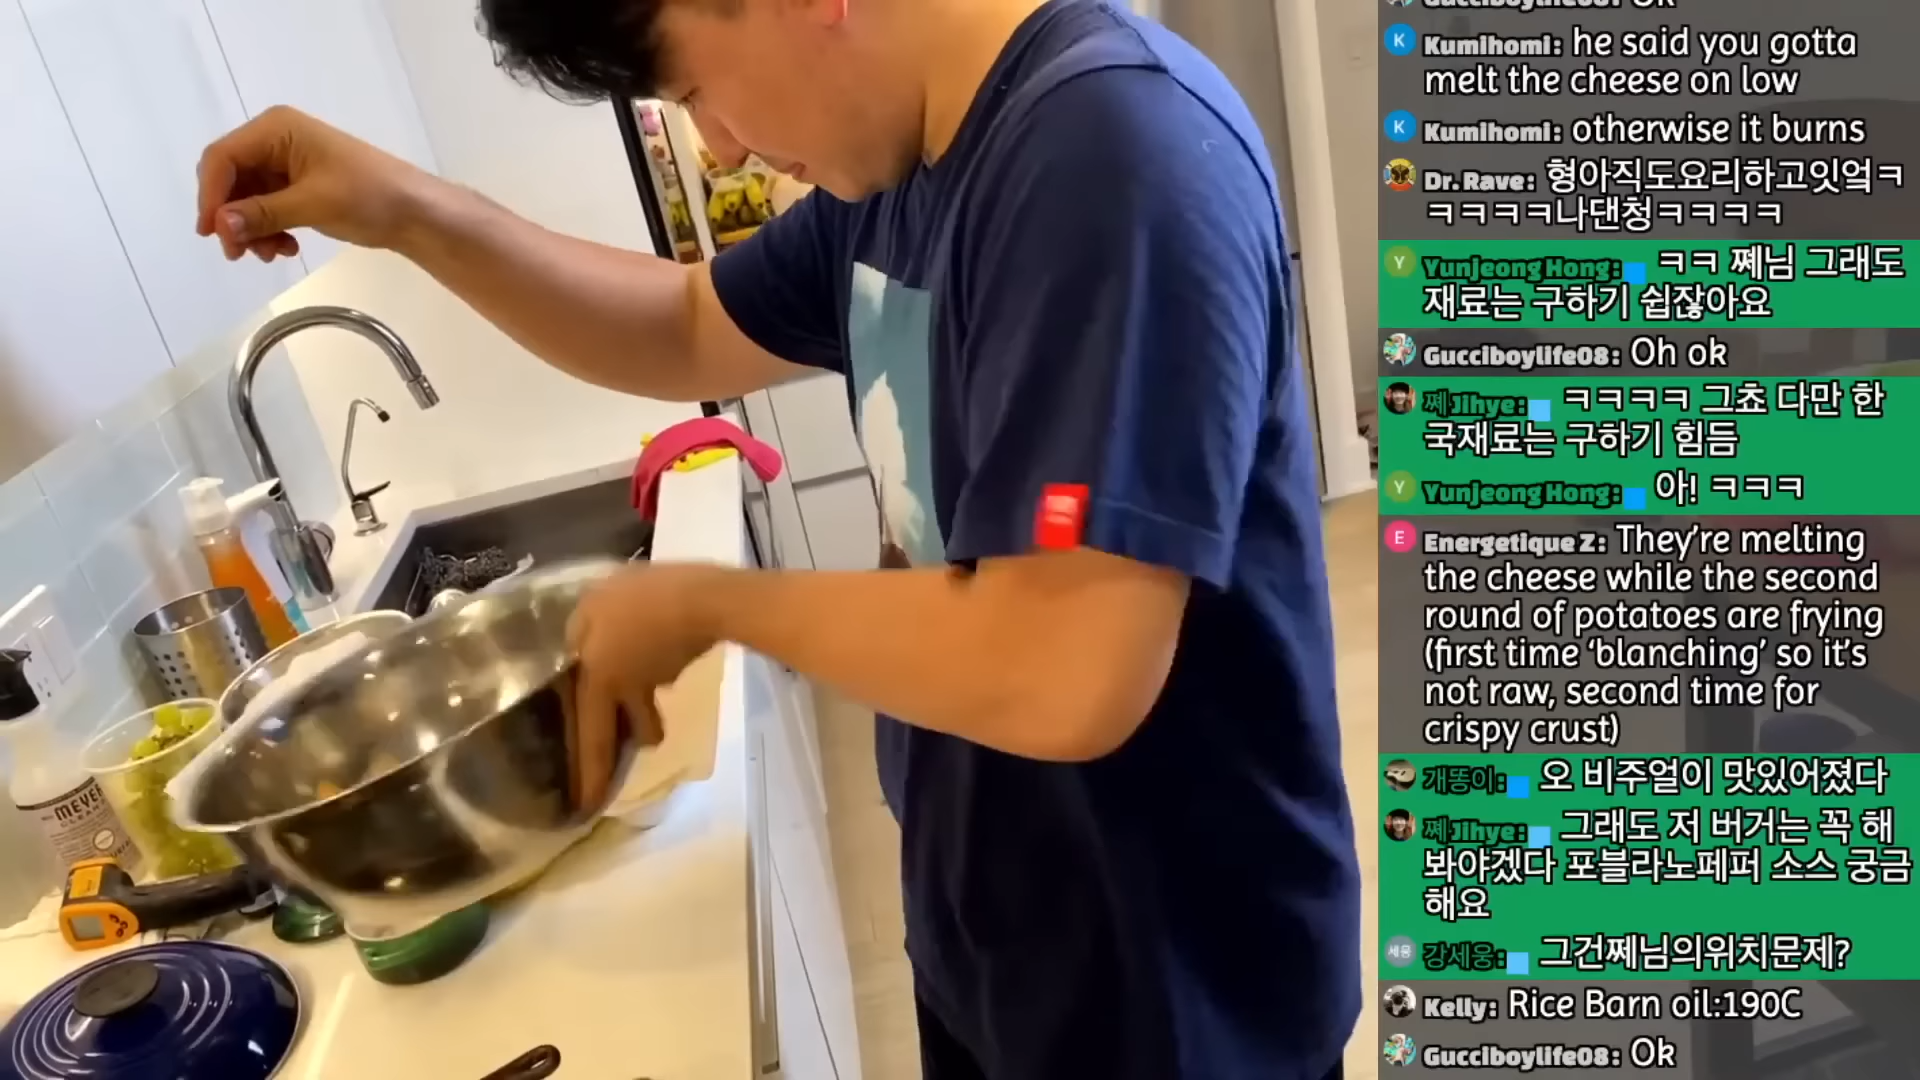 Gucciboylife08: Ok
Kumihomi: he said you gotta
melt the cheese on low
Kumihomi: otherwise it burns
Dr. Rave: 형아직도요리하고잇엌ㅋ
ㅋㅋㅋㅋ나댄청ㅋㅋㅋㅋ
Yunjeong Hong: ㅋㅋ 쪠님 그래도
재료는 구하기 쉽잖아요
Gucciboylife08: Oh ok
쪠Jihye: ㅋㅋㅋㅋ 그쵸 다만 한
국재료는 구하기 힘듬
Yunjeong Hong: 아! ㅋㅋㅋ
Energetique Z: They're melting
the cheese while the second
round of potatoes are frying
(first time 'blanching' so it's
not raw, second time for
crispy crust)
개똥이: 오 비주얼이 맛있어졌다
쪠Jihye: 그래도 저 버거는 꼭 해
봐야겠다 포블라노페퍼 소스 궁금
해요
강세웅: 그건쩨님의위치문제?
Kelly: Rice Barn oil:190C
Gucciboylife08: Ok
MEYER
CLEAN